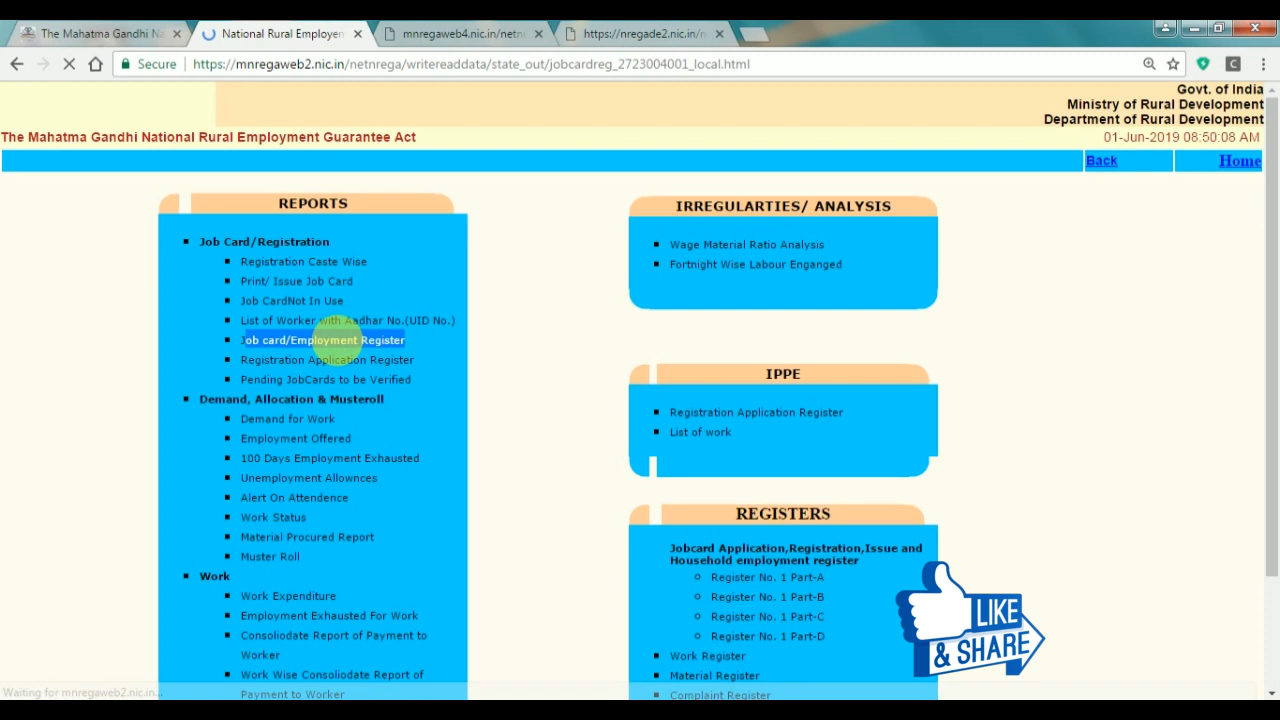 The Mahatma Gandhi Na
National Rural Employen
mnregaweb4.nic.in/netn
https://nregade2.nic.in/n
Secure
https://mnregaweb2.nic.in/netnrega/writereaddata/state_out/jobcardreg_2723004001_local.html
Govt. of India
Ministry of Rural Development
Department of Rural Development
The Mahatma Gandhi National Rural Employment Guarantee Act
01-Jun-2019 08:50:08 AM
Back
Home
REPORTS
Job Card/Registration
Registration Caste Wise
Print/ Issue Job Card
Job CardNot In Use
List of Worker with Aadhar No.(UID No.)
Job card/Employment Register
Registration Application Register
Pending JobCards to be Verified
Demand, Allocation & Musteroll
Demand for Work
Employment Offered
100 Days Employment Exhausted
Unemployment Allownces
Alert On Attendence
Work Status
Material Procured Report
Muster Roll
Work
Work Expenditure
Employment Exhausted For Work
Consoliodate Report of Payment to
Worker
Work Wise Consoliodate Report of
Payment to Worker
IRREGULARTIES/ ANALYSIS
Wage Material Ratio Analysis
Fortnight Wise Labour Enganged
IPPE
Registration Application Register
List of work
REGISTERS
Jobcard Application,Registration,Issue and
Household employment register
Register No. 1 Part-A
Register No. 1 Part-B
Register No. 1 Part-C
Register No. 1 Part-D
Work Register
Material Register
Complaint Register
LIKE
& SHARE
Waiting for mnregaweb2.nic.in...